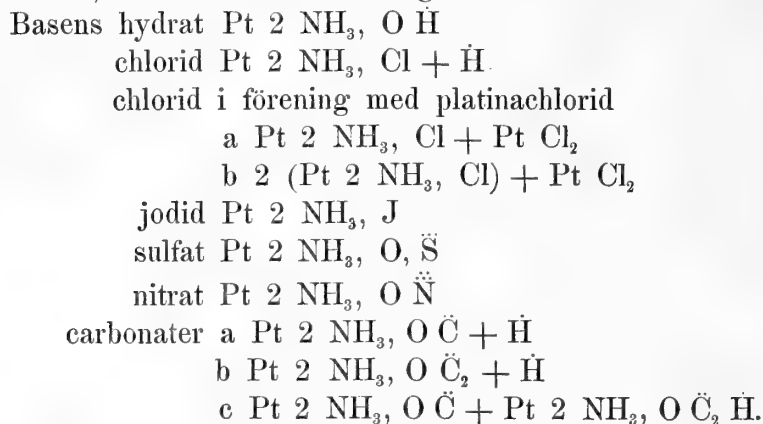 Basens hydrat Pt 2 NH₃, O Ḣ
chlorid Pt 2 NH₃, Cl + Ḣ
chlorid i förening med platinachlorid
a Pt 2 NH₃, Cl + Pt Cl₂
b 2 (Pt 2 NH₃, Cl) + Pt Cl₂
jodid Pt 2 NH₃, J
sulfat Pt 2 NH₃, O, S⃛
nitrat Pt 2 NH₃, O N̈⃛
carbonater a Pt 2 NH₃, O C̈ + Ḣ
b Pt 2 NH₃, O C̈₂ + Ḣ
c Pt 2 NH₃, O C̈ + Pt 2 NH₃, O C̈₂ Ḣ.